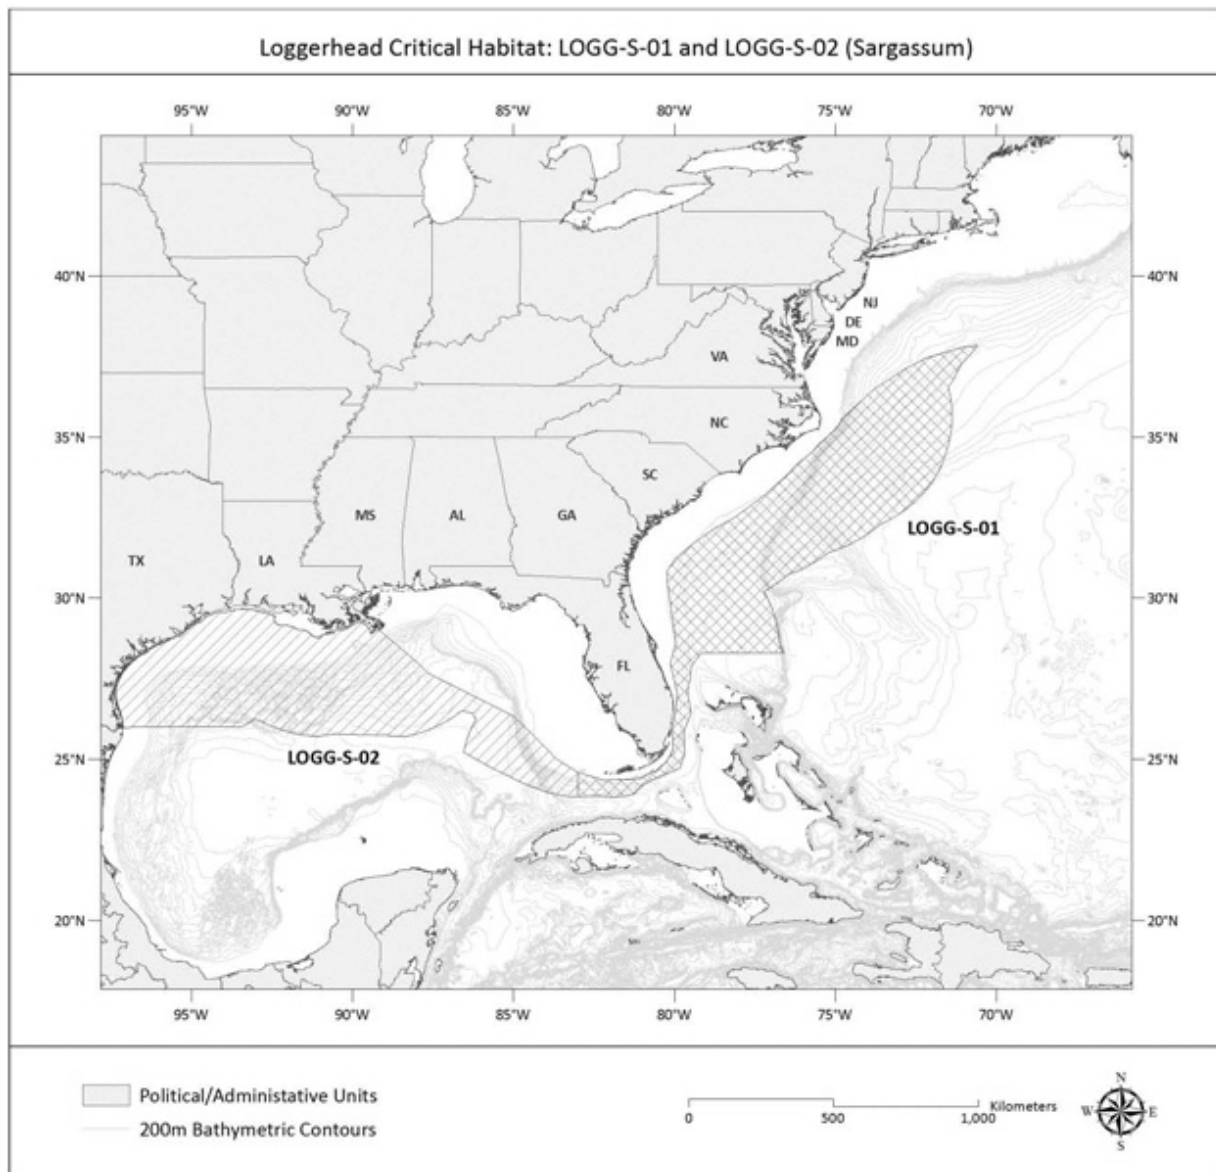 Loggerhead Critical Habitat: LOGG-S-01 and LOGG-S-02 (Sargassum)
95°W 90°W 85°W 80°W 75°W 70°W
40°N 40°N
NJ
DE
MD
VA
NC
35°N 35°N
SC
MS AL GA
LOGG-S-01
TX LA
30°N 30°N
FL
LOGG-S-02
25°N 25°N
20°N 20°N
95°W 90°W 85°W 80°W 75°W 70°W
Political/Administative Units
200m Bathymetric Contours
0 500 1,000 Kilometers
N
W E
S